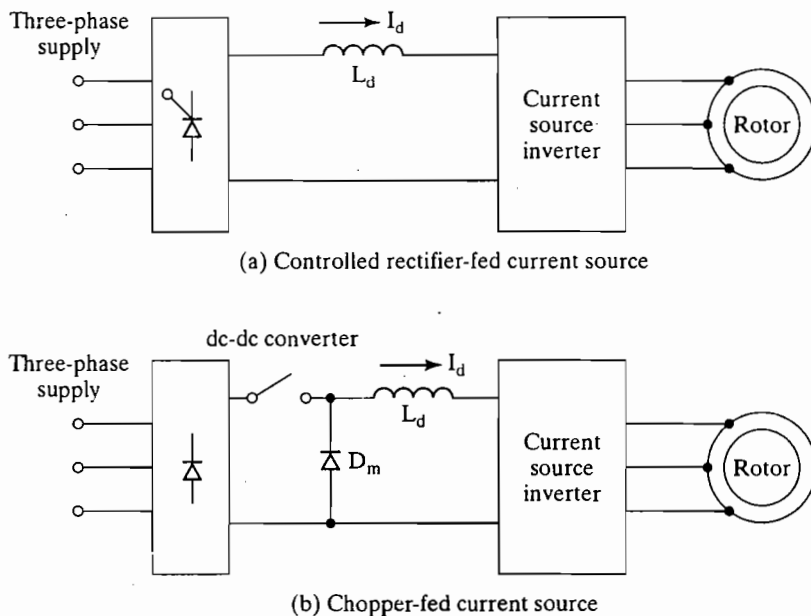 Three-phase
supply
I_d
L_d
Current
source
inverter
Rotor
(a) Controlled rectifier-fed current source
dc-dc converter
Three-phase
supply
I_d
L_d
D_m
Current
source
inverter
Rotor
(b) Chopper-fed current source